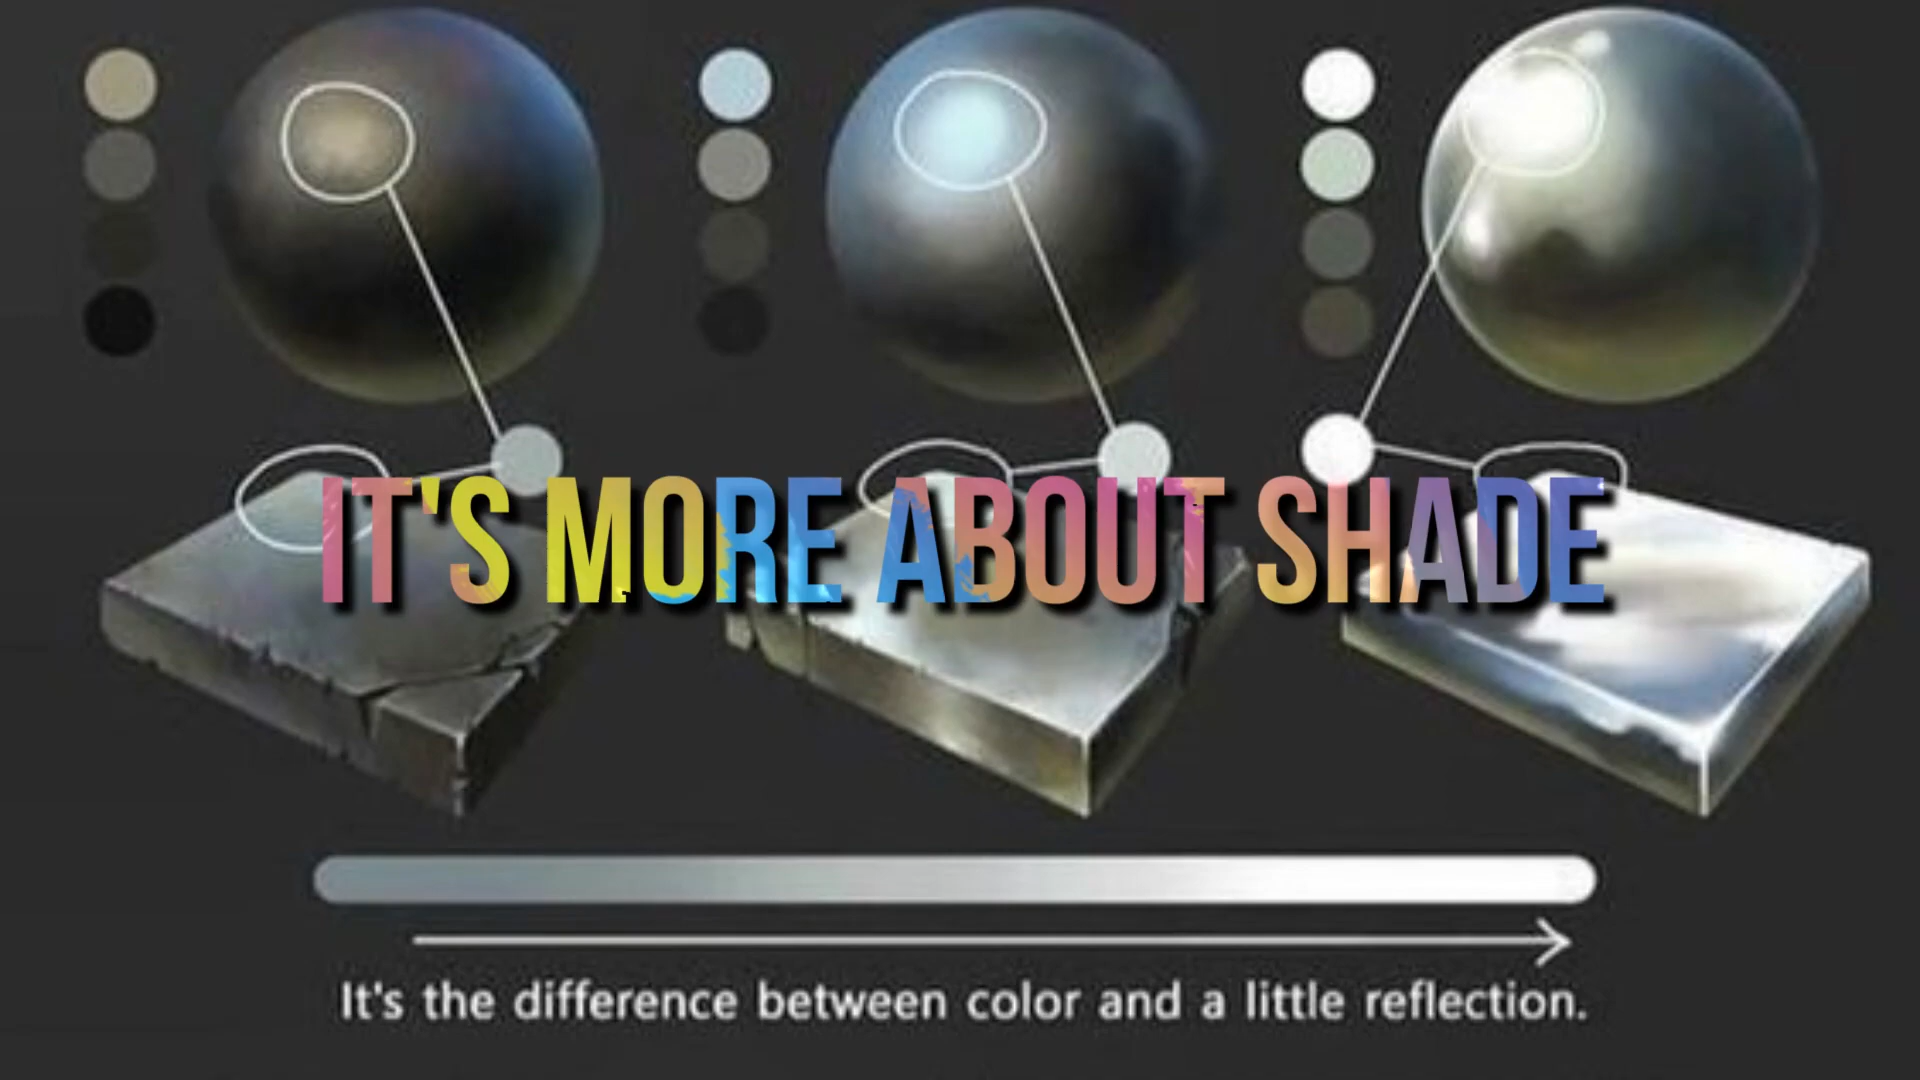 IT'S MORE ABOUT SHADE
It's the difference between color and a little reflection.